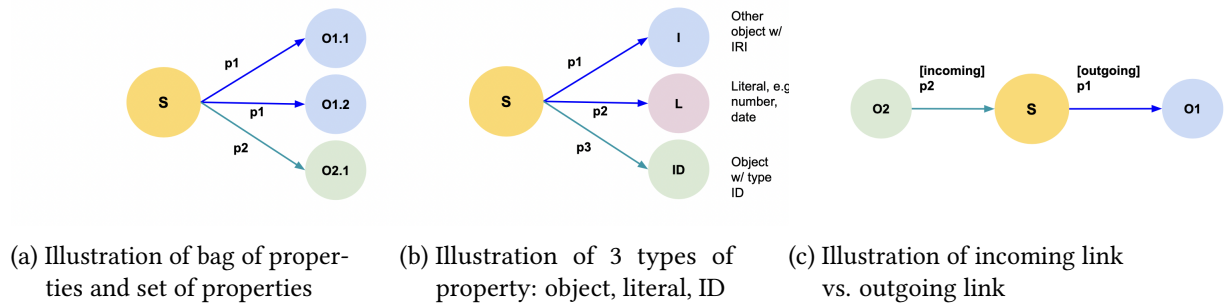 O1.1
p1
S
O1.2
p1
p2
O2.1
(a) Illustration of bag of proper-
ties and set of properties
Other
object w/
IRI
I
p1
S
L
Literal, e.g
number,
date
p2
p3
ID
Object
w/ type
ID
(b) Illustration of 3 types of
property: object, literal, ID
[incoming]
p2
[outgoing]
p1
O2
S
O1
(c) Illustration of incoming link
vs. outgoing link